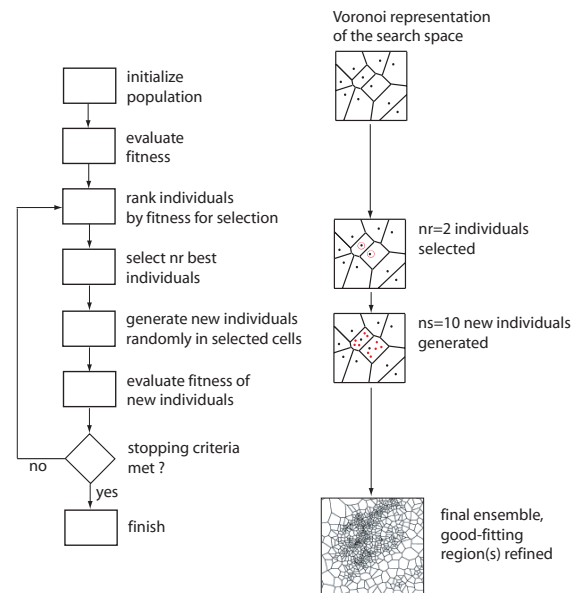 initialize
population
evaluate
fitness
rank individuals
by fitness for selection
select nr best
individuals
generate new individuals
randomly in selected cells
evaluate fitness of
new individuals
stopping criteria
met ?
no
yes
finish
Voronoi representation
of the search space
nr=2 individuals
selected
ns=10 new individuals
generated
final ensemble,
good-fitting
region(s) refined